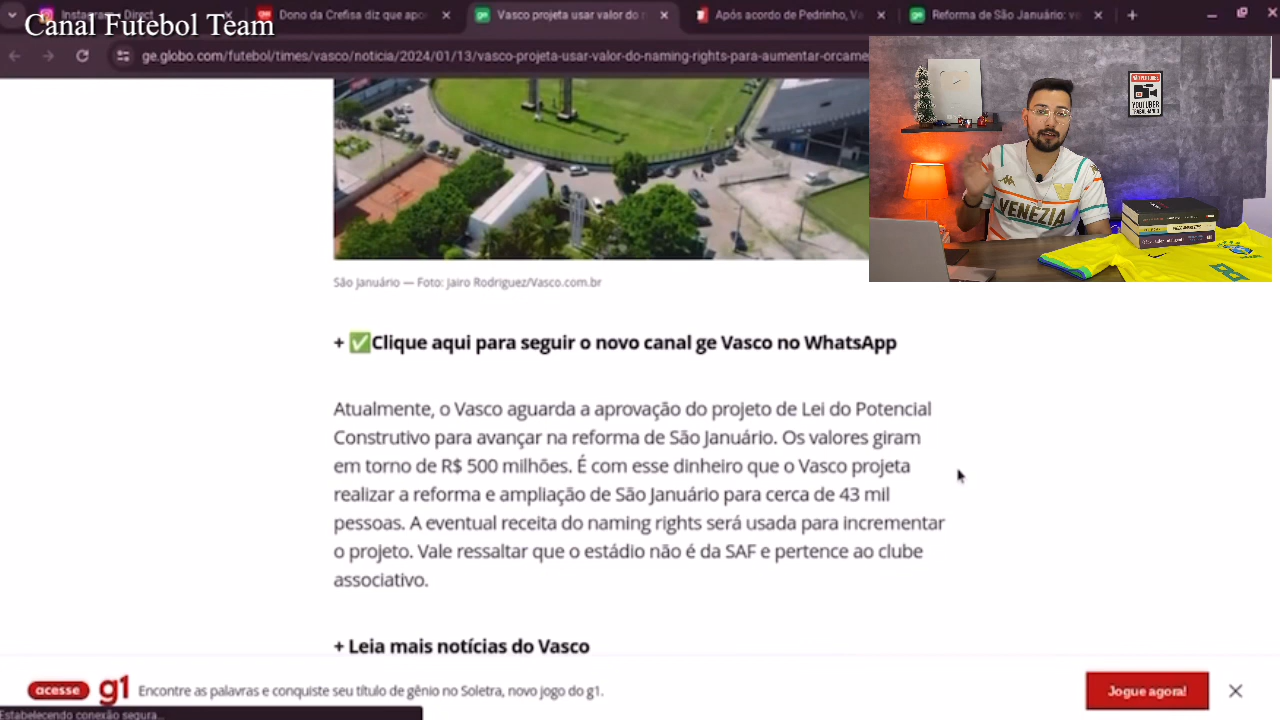 Canal Futebol Team
Instagram • Direct
Dono da Crefisa diz que apo
Vasco projeta usar valor do
Após acordo de Pedrinho, Va
Reforma de São Januário: ve
ge.globo.com/futebol/times/vasco/noticia/2024/01/13/vasco-projeta-usar-valor-do-naming-rights-para-aumentar-orcame
YOUTUBER
VENEZIA
São Januário — Foto: Jairo Rodriguez/Vasco.com.br
+ ✅Clique aqui para seguir o novo canal ge Vasco no WhatsApp
Atualmente, o Vasco aguarda a aprovação do projeto de Lei do Potencial
Construtivo para avançar na reforma de São Januário. Os valores giram
em torno de R$ 500 milhões. É com esse dinheiro que o Vasco projeta
realizar a reforma e ampliação de São Januário para cerca de 43 mil
pessoas. A eventual receita do naming rights será usada para incrementar
o projeto. Vale ressaltar que o estádio não é da SAF e pertence ao clube
associativo.
+ Leia mais notícias do Vasco
acesse g1 Encontre as palavras e conquiste seu título de gênio no Soletra, novo jogo do g1.
Jogue agora!
Estabelecendo conexão segura...